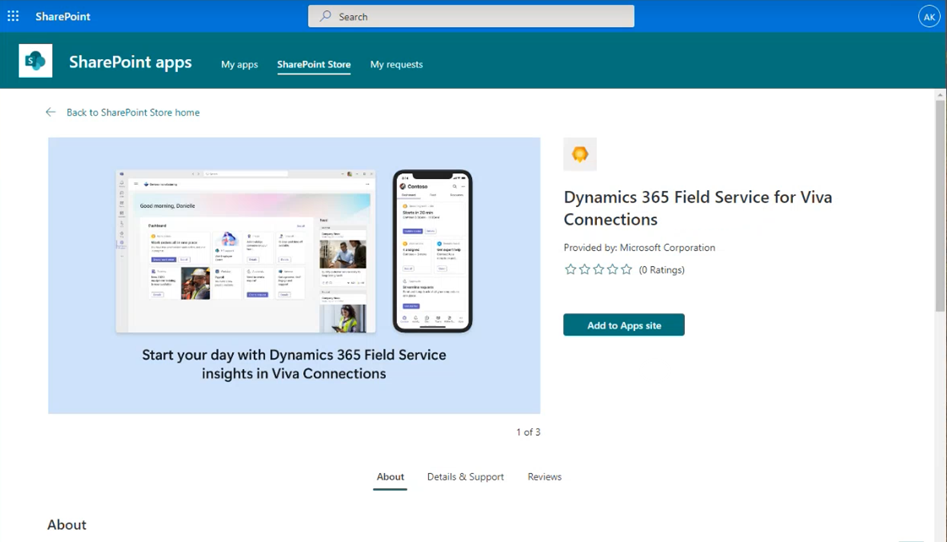 SharePoint
Search
AK
SharePoint apps
My apps
SharePoint Store
My requests
Back to SharePoint Store home
Good morning, Danielle
Dashboard
Contoso
Start your day with Dynamics 365 Field Service
insights in Viva Connections
1 of 3
Dynamics 365 Field Service for Viva
Connections
Provided by: Microsoft Corporation
(0 Ratings)
Add to Apps site
About
Details & Support
Reviews
About